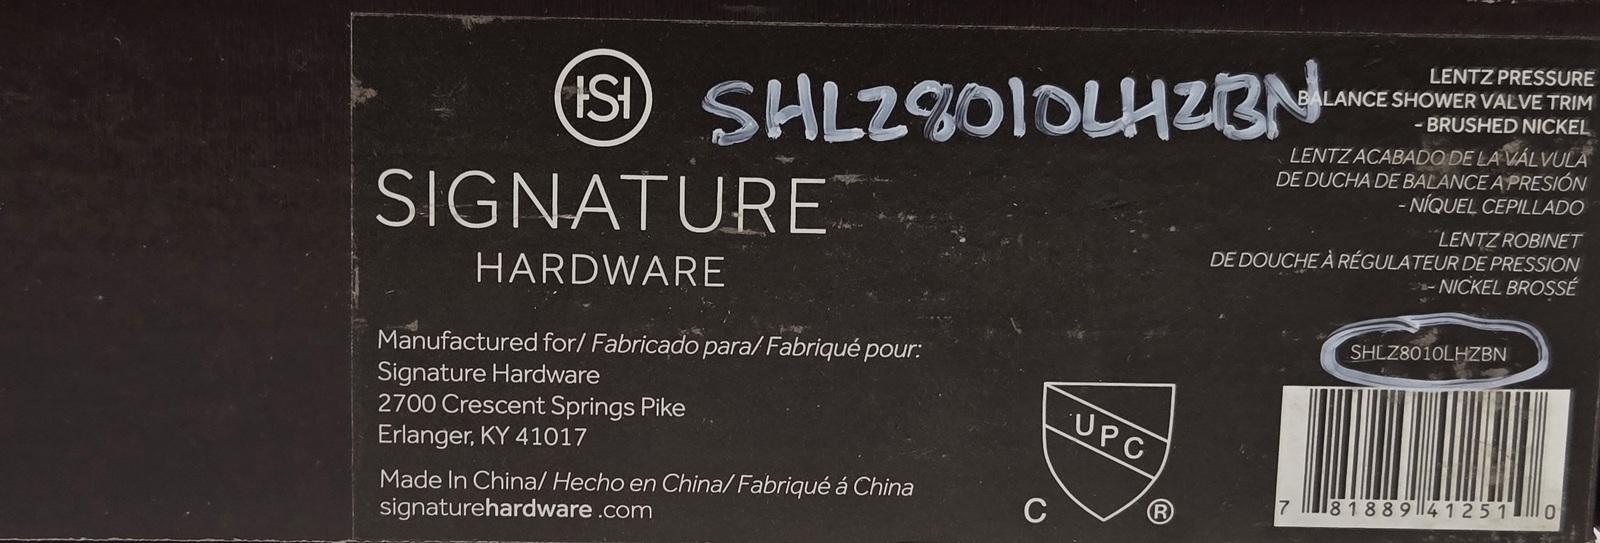 HSH
SHLZ8010LHZBN
SIGNATURE
HARDWARE
LENTZ PRESSURE
BALANCE SHOWER VALVE TRIM
- BRUSHED NICKEL
LENTZ ACABADO DE LA VÁLVULA
DE DUCHA DE BALANCE A PRESIÓN
- NÍQUEL CEPILLADO
LENTZ ROBINET
DE DOUCHE À RÉGULATEUR DE PRESSION
- NICKEL BROSSÉ
SHLZ8010LHZBN
7 81889 41251 0
Manufactured for/ Fabricado para/ Fabriqué pour:
Signature Hardware
2700 Crescent Springs Pike
Erlanger, KY 41017
Made In China/ Hecho en China/ Fabriqué á China
signaturehardware.com
UPC
C ®